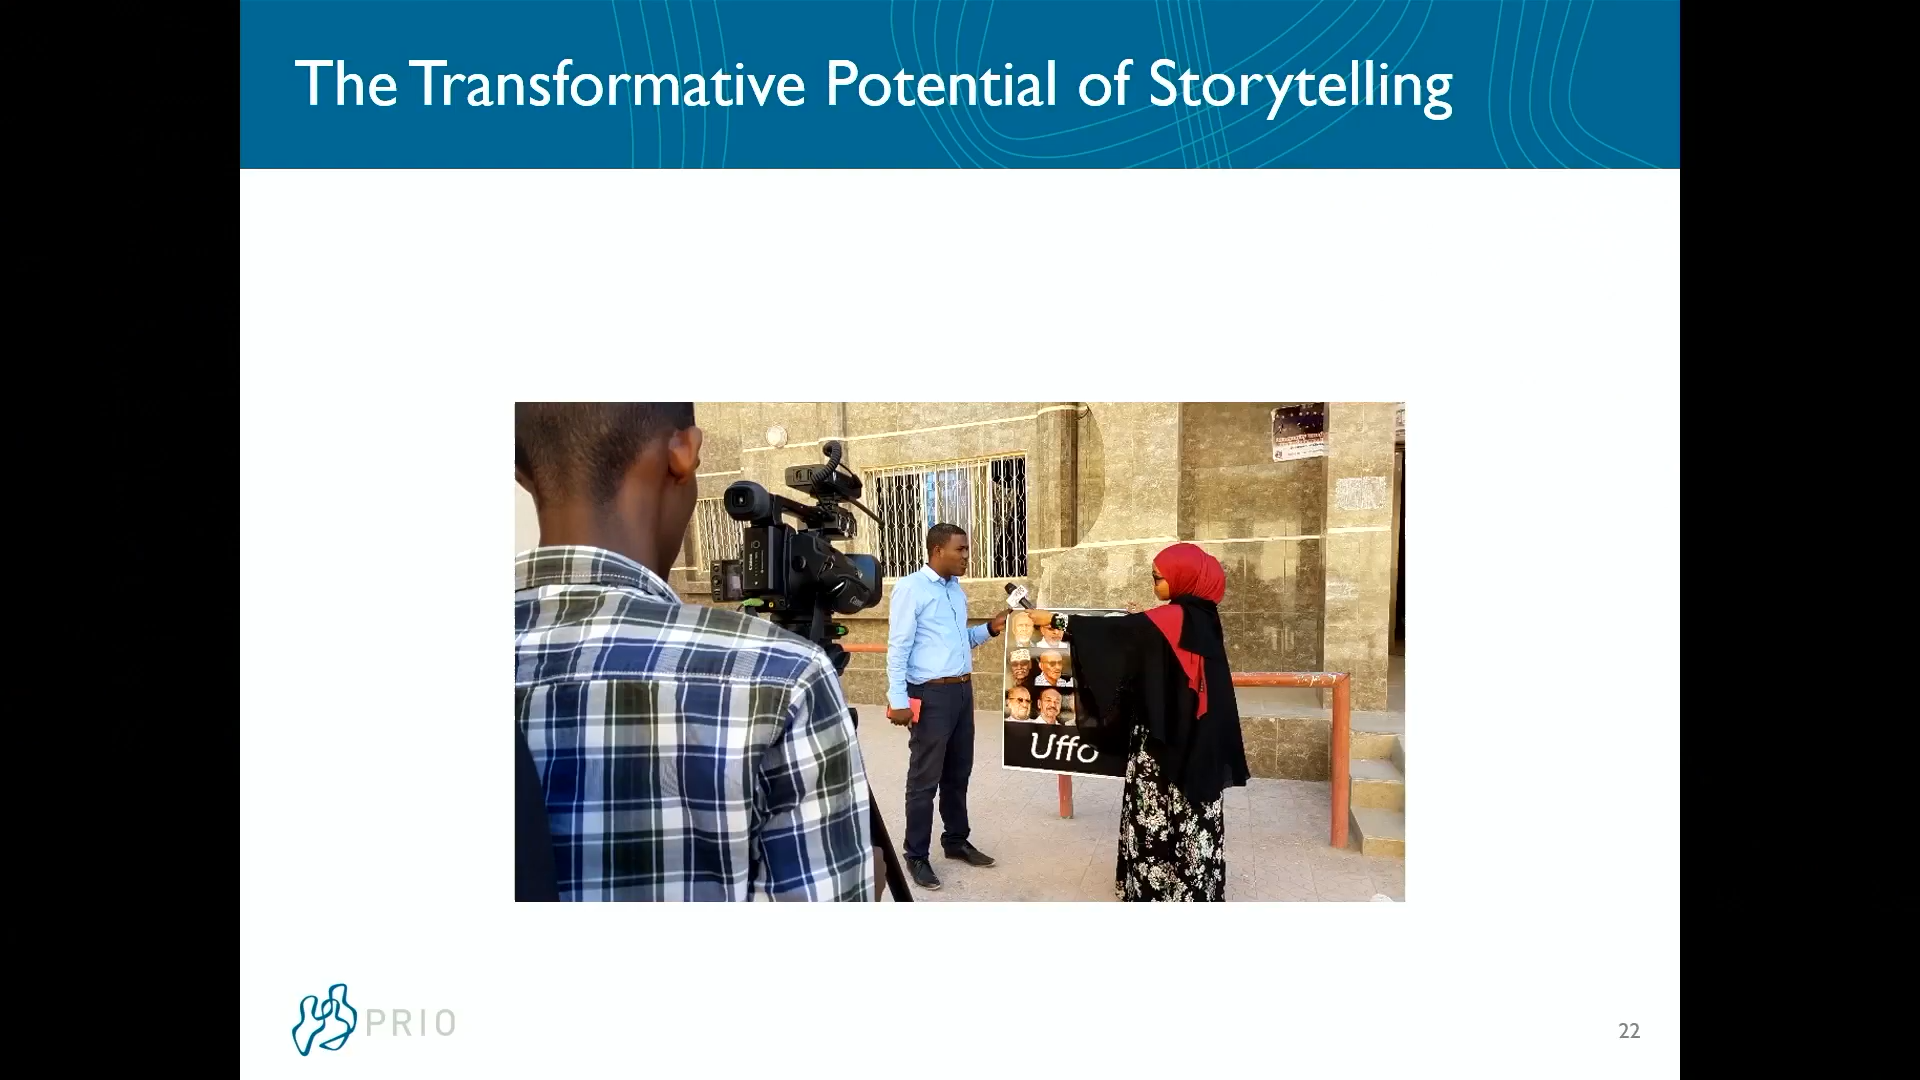 The Transformative Potential of Storytelling
Uffo
PRIO
22